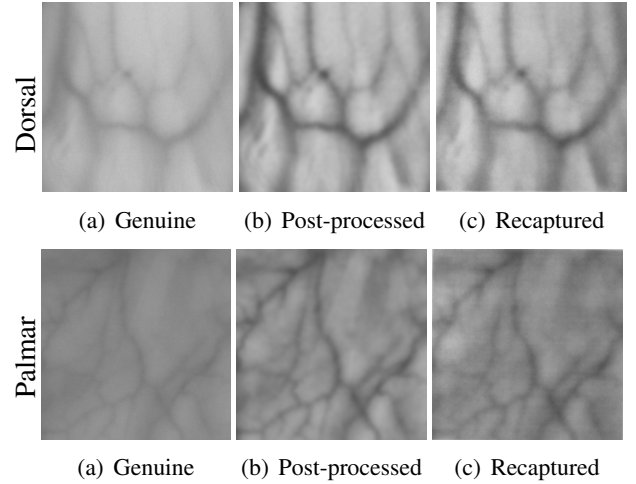 Dorsal
(a) Genuine (b) Post-processed (c) Recaptured
Palmar
(a) Genuine (b) Post-processed (c) Recaptured